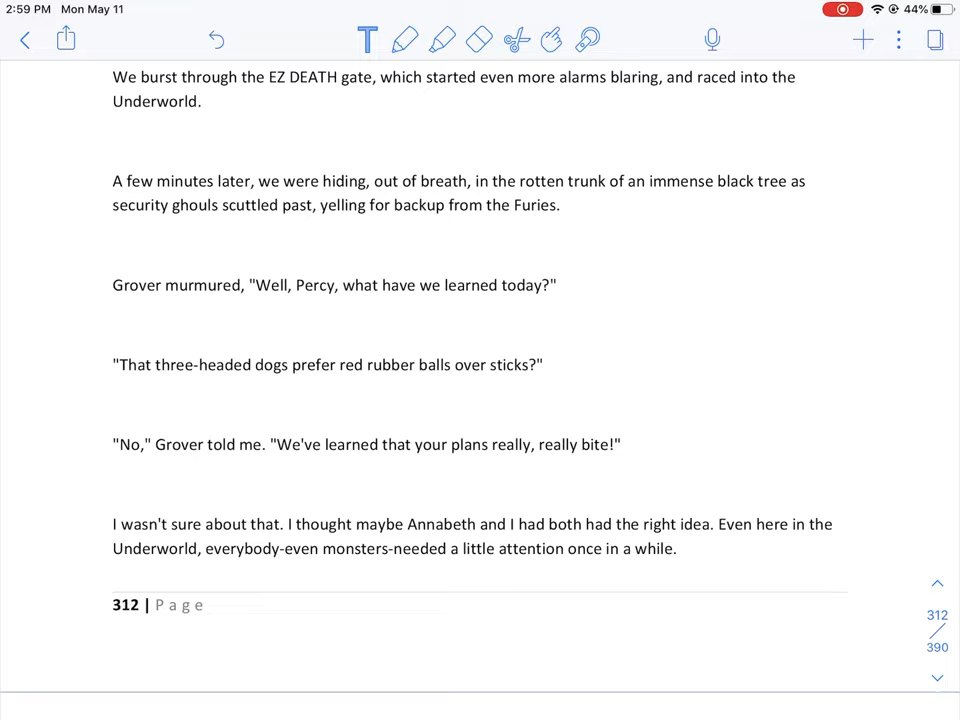 2:59 PM Mon May 11
44%
T
We burst through the EZ DEATH gate, which started even more alarms blaring, and raced into the
Underworld.
A few minutes later, we were hiding, out of breath, in the rotten trunk of an immense black tree as
security ghouls scuttled past, yelling for backup from the Furies.
Grover murmured, "Well, Percy, what have we learned today?"
"That three-headed dogs prefer red rubber balls over sticks?"
"No," Grover told me. "We've learned that your plans really, really bite!"
I wasn't sure about that. I thought maybe Annabeth and I had both had the right idea. Even here in the
Underworld, everybody-even monsters-needed a little attention once in a while.
312 | Page
312
/
390